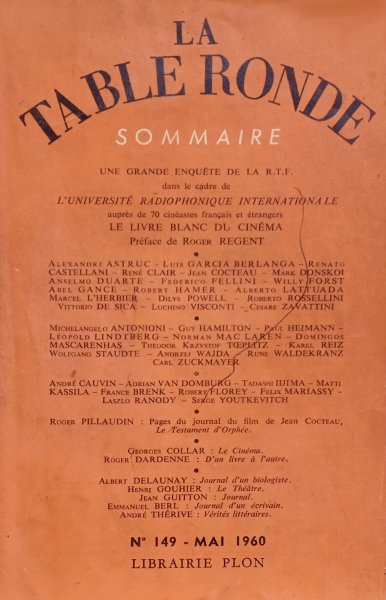 LA
TABLE RONDE
SOMMAIRE
UNE GRANDE ENQUÊTE DE LA R.T.F.
dans le cadre de
L'UNIVERSITÉ RADIOPHONIQUE INTERNATIONALE
auprès de 70 cinéastes français et étrangers
LE LIVRE BLANC DU CINÉMA
Préface de ROGER REGENT
ALEXANDRE ASTRUC – LUIS GARCIA BERLANGA – RENATO
CASTELLANI – RENÉ CLAIR – JEAN COCTEAU – MARK DONSKOÏ
ANSELMO DUARTE – FEDERICO FELLINI – WILLY FORST
ABEL GANCE – ROBERT HAMER – ALBERTO LATTUADA
MARCEL L'HERBIER – DILYS POWELL – ROBERTO ROSSELLINI
VITTORIO DE SICA – LUCHINO VISCONTI – CESARE ZAVATTINI
MICHELANGELO ANTONIONI – GUY HAMILTON – PAUL HEIMANN –
LÉOPOLD LINDTBERG – NORMAN MAC LAREN – DOMINGOS
MASCARENHAS – THEODOR KRZYSTOF TŒPLITZ – KAREL REIZ
WOLFGANG STAUDTE – ANDRZEJ WAJDA – RUNE WALDEKRANZ
CARL ZUCKMAYER
ANDRÉ CAUVIN – ADRIAN VAN DOMBURG – TADASHI IIJIMA – MATTI
KASSILA – FRANCE BRENK – ROBERT FLOREY – FELIX MARIASSY –
LASZLO RANODY – SERGE YOUTKEVITCH
ROGER PILLAUDIN : Pages du journal du film de JEAN COCTEAU,
Le Testament d'Orphée.
GEORGES COLLAR : Le Cinéma.
ROGER DARDENNE : D'un livre à l'autre.
ALBERT DELAUNAY : Journal d'un biologiste.
HENRI GOUHIER : Le Théâtre.
JEAN GUITTON : Journal.
EMMANUEL BERL : Journal d'un écrivain.
ANDRÉ THÉRIVE : Vérités littéraires.
N° 149 - MAI 1960
LIBRAIRIE PLON